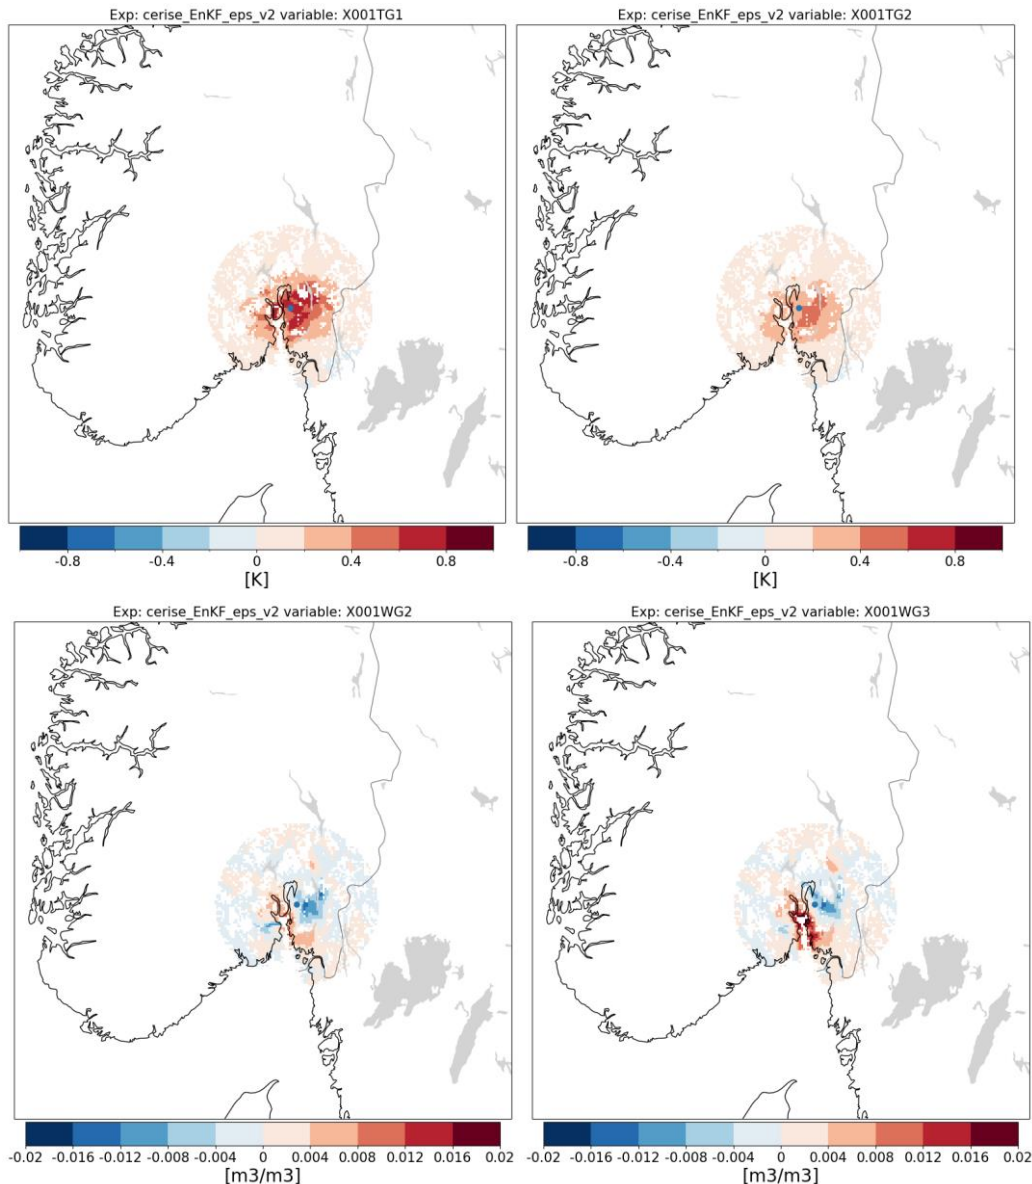 Exp: cerise_EnKF_eps_v2 variable: X001TG1
Exp: cerise_EnKF_eps_v2 variable: X001TG2
-0.8 -0.4 0 0.4 0.8
[K]
-0.8 -0.4 0 0.4 0.8
[K]
Exp: cerise_EnKF_eps_v2 variable: X001WG2
Exp: cerise_EnKF_eps_v2 variable: X001WG3
-0.02 -0.016 -0.012 -0.008 -0.004 0 0.004 0.008 0.012 0.016 0.02
[m3/m3]
-0.02 -0.016 -0.012 -0.008 -0.004 0 0.004 0.008 0.012 0.016 0.02
[m3/m3]